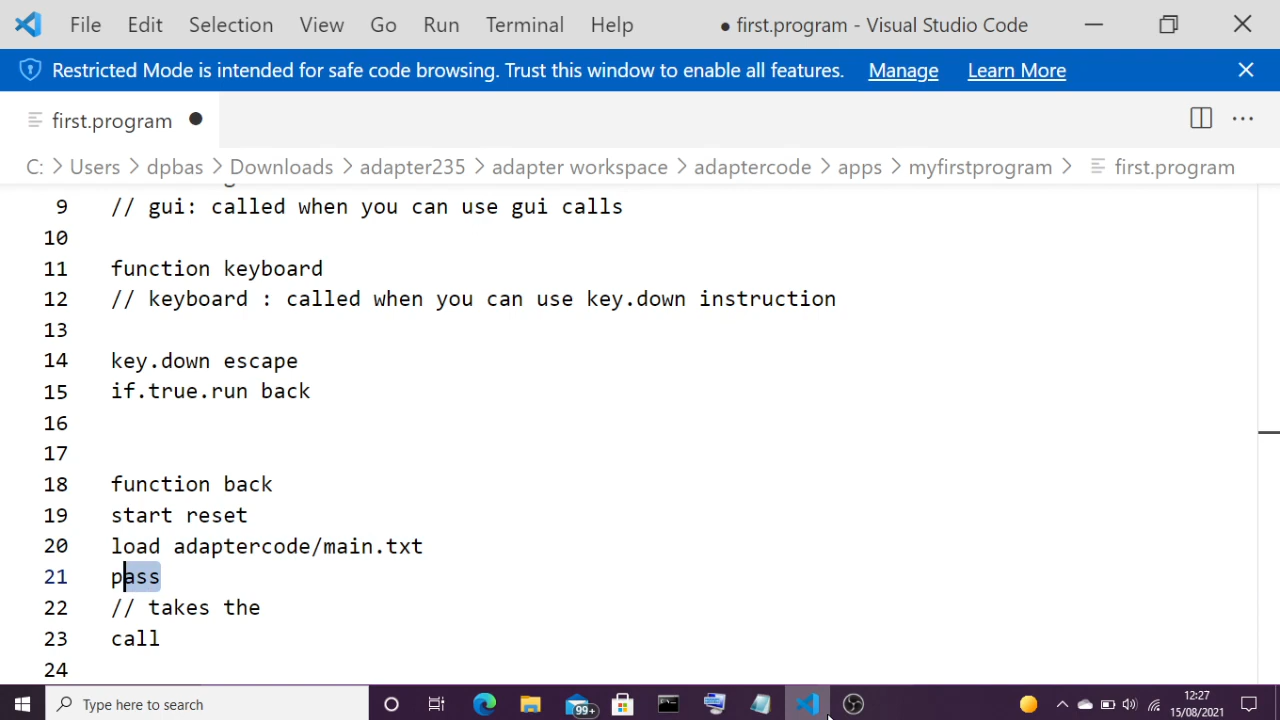 File Edit Selection View Go Run Terminal Help ● first.program - Visual Studio Code
Restricted Mode is intended for safe code browsing. Trust this window to enable all features. Manage Learn More
first.program
C: > Users > dpbas > Downloads > adapter235 > adapter workspace > adaptercode > apps > myfirstprogram > first.program
9 // gui: called when you can use gui calls
10
11 function keyboard
12 // keyboard : called when you can use key.down instruction
13
14 key.down escape
15 if.true.run back
16
17
18 function back
19 start reset
20 load adaptercode/main.txt
21 pass
22 // takes the
23 call
24
Type here to search 99+ 12:27
15/08/2021